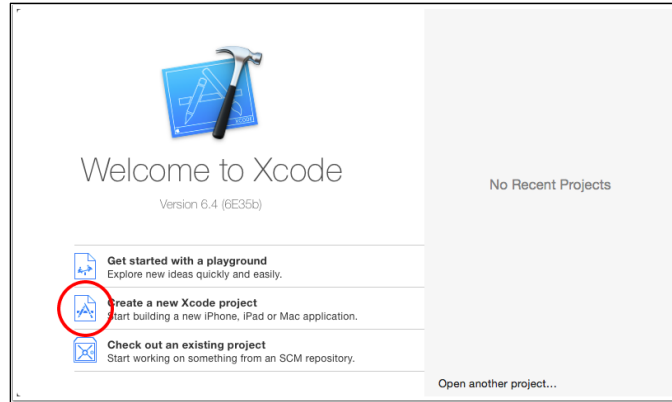 XCODE
Welcome to Xcode
Version 6.4 (6E35b)
Get started with a playground
Explore new ideas quickly and easily.
Create a new Xcode project
Start building a new iPhone, iPad or Mac application.
Check out an existing project
Start working on something from an SCM repository.
No Recent Projects
Open another project...